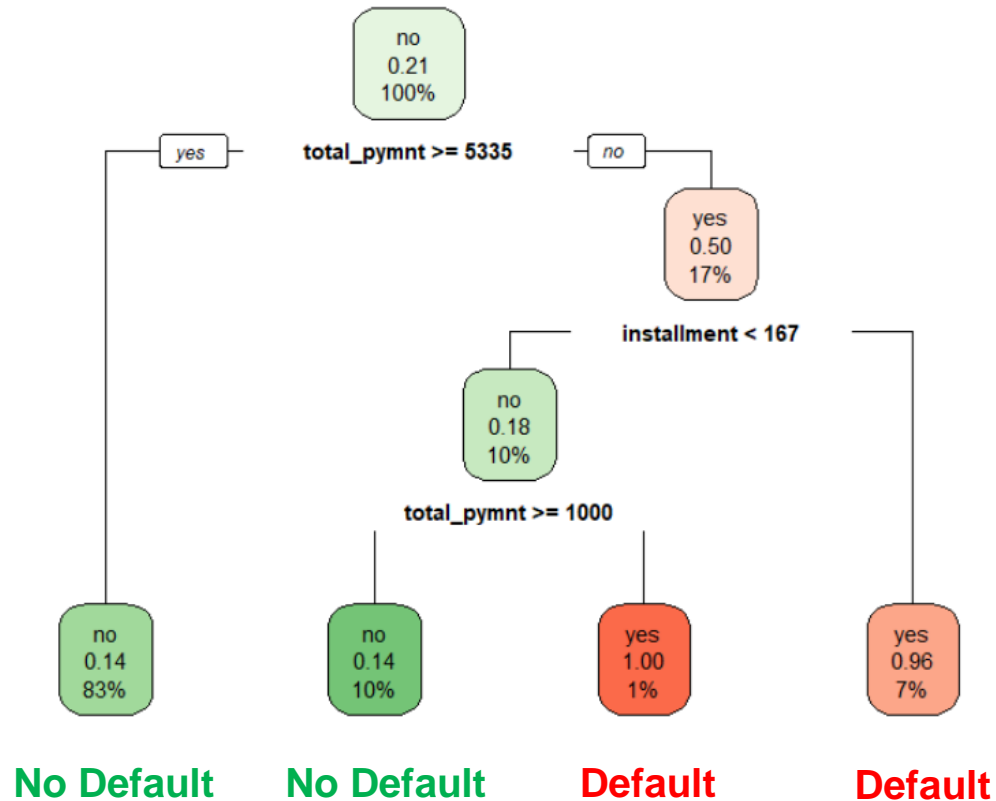 no
0.21
100%
yes
total_pymnt >= 5335
no
yes
0.50
17%
installment < 167
no
0.18
10%
total_pymnt >= 1000
no
0.14
83%
no
0.14
10%
yes
1.00
1%
yes
0.96
7%
No Default
No Default
Default
Default